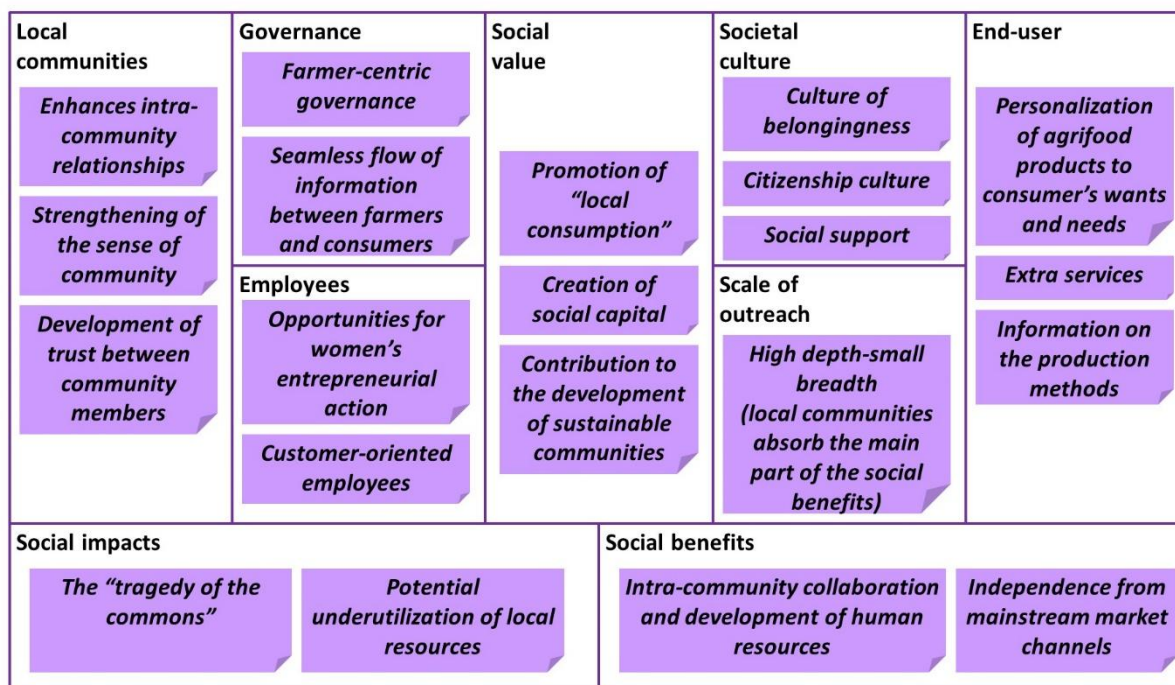 Local
communities
Enhances intra-
community
relationships
Strengthening of
the sense of
community
Development of
trust between
community
members
Governance
Farmer-centric
governance
Seamless flow of
information
between farmers
and consumers
Employees
Opportunities for
women's
entrepreneurial
action
Customer-oriented
employees
Social
value
Promotion of
“local
consumption”
Creation of
social capital
Contribution to
the development
of sustainable
communities
Societal
culture
Culture of
belongingness
Citizenship culture
Social support
Scale of
outreach
High depth-small
breadth
(local communities
absorb the main
part of the social
benefits)
End-user
Personalization
of agrifood
products to
consumer's wants
and needs
Extra services
Information on
the production
methods
Social impacts
The “tragedy of the
commons”
Potential
underutilization of local
resources
Social benefits
Intra-community collaboration
and development of human
resources
Independence from
mainstream market
channels